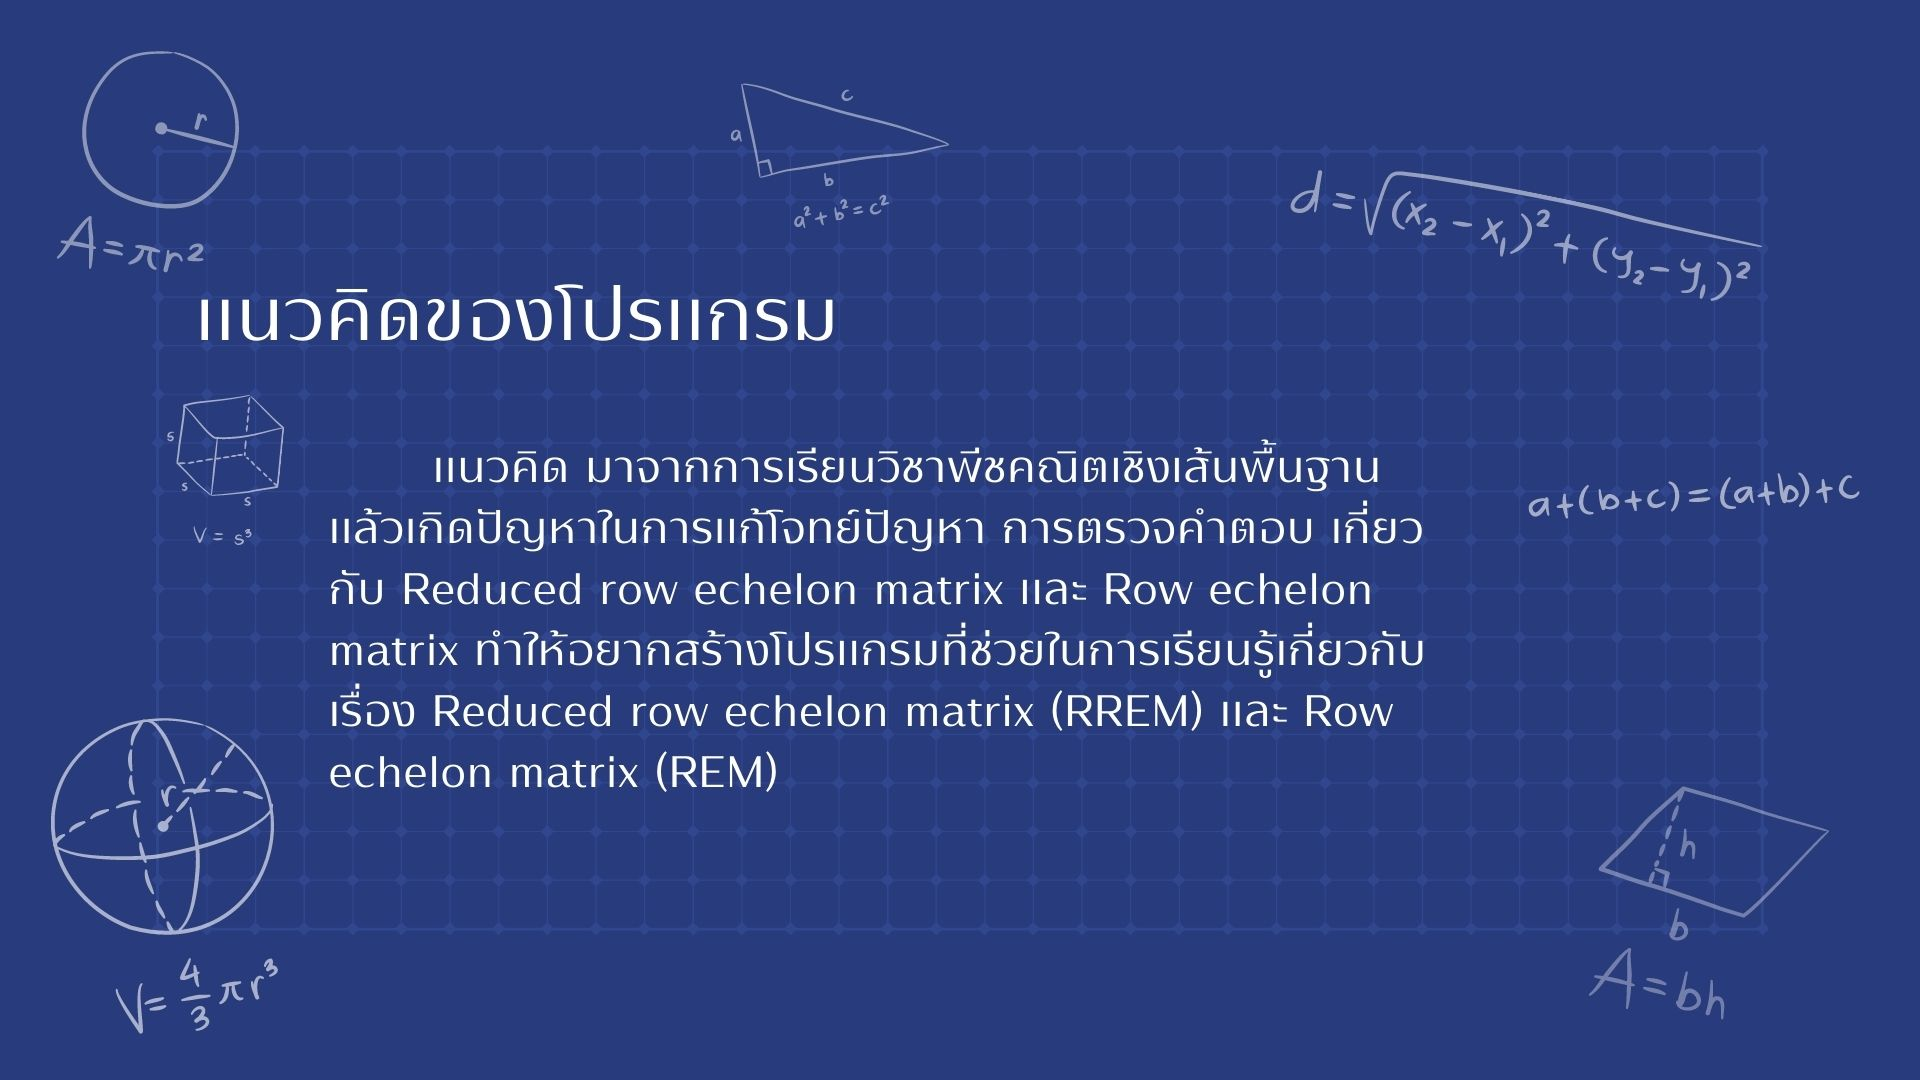 r
A = πr²
a
c
b
a² + b² = c²
d = √(x₂ − x₁)² + (y₂ − y₁)²
แนวคิดของโปรแกรม
s
s
s
V = s³
แนวคิด มาจากการเรียนวิชาพีชคณิตเชิงเส้นพื้นฐาน
แล้วเกิดปัญหาในการแก้โจทย์ปัญหา การตรวจคำตอบ เกี่ยว
กับ Reduced row echelon matrix และ Row echelon
matrix ทำให้อยากสร้างโปรแกรมที่ช่วยในการเรียนรู้เกี่ยวกับ
เรื่อง Reduced row echelon matrix (RREM) และ Row
echelon matrix (REM)
a+(b+c)=(a+b)+c
r
V = 4/3 πr³
h
b
A = bh